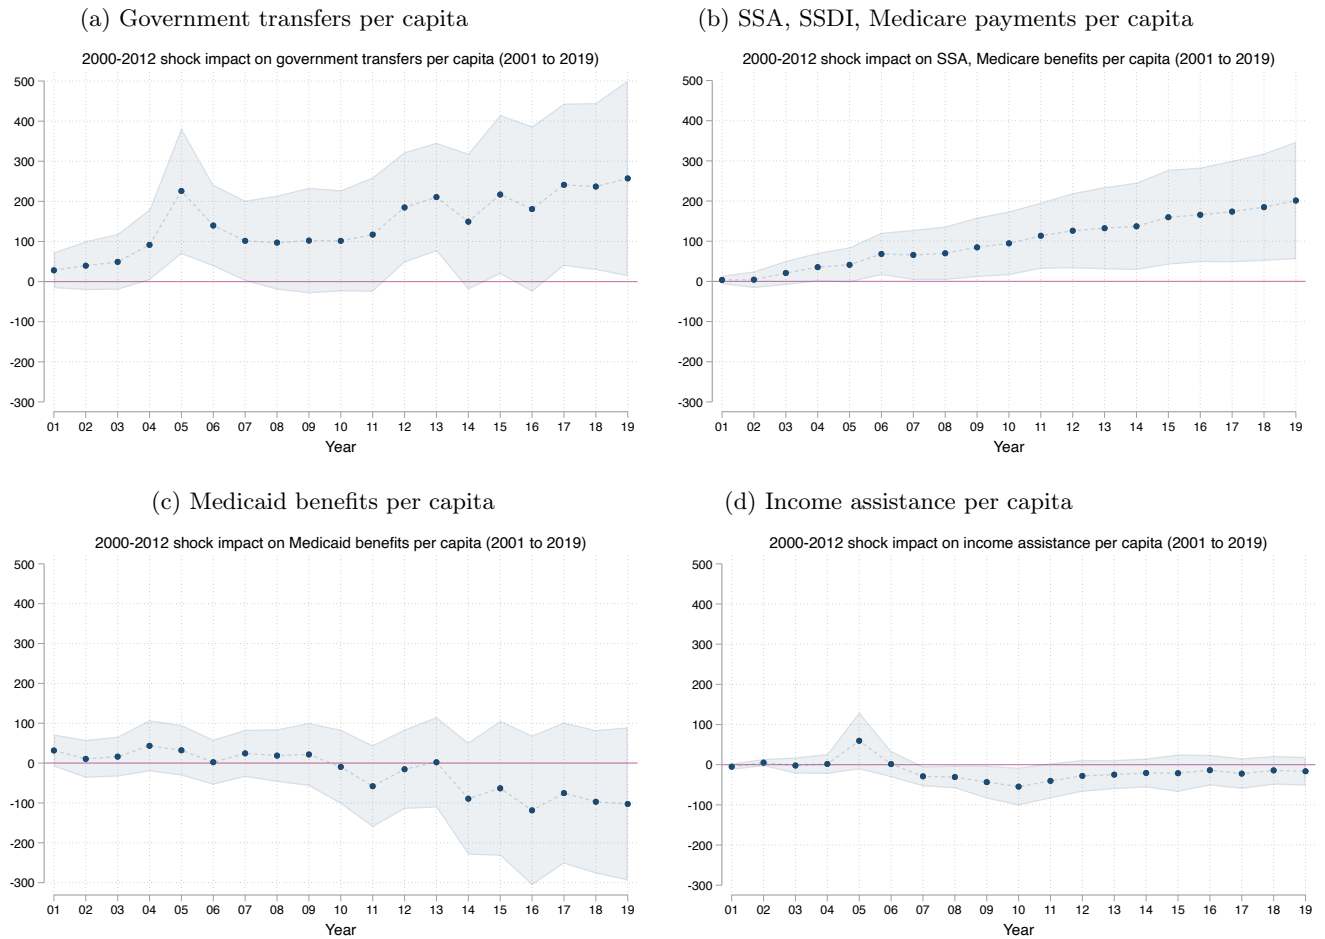 (a) Government transfers per capita
2000-2012 shock impact on government transfers per capita (2001 to 2019)
500
400
300
200
100
0
-100
-200
-300
01 02 03 04 05 06 07 08 09 10 11 12 13 14 15 16 17 18 19
Year
(b) SSA, SSDI, Medicare payments per capita
2000-2012 shock impact on SSA, Medicare benefits per capita (2001 to 2019)
500
400
300
200
100
0
-100
-200
-300
01 02 03 04 05 06 07 08 09 10 11 12 13 14 15 16 17 18 19
Year
(c) Medicaid benefits per capita
2000-2012 shock impact on Medicaid benefits per capita (2001 to 2019)
500
400
300
200
100
0
-100
-200
-300
01 02 03 04 05 06 07 08 09 10 11 12 13 14 15 16 17 18 19
Year
(d) Income assistance per capita
2000-2012 shock impact on income assistance per capita (2001 to 2019)
500
400
300
200
100
0
-100
-200
-300
01 02 03 04 05 06 07 08 09 10 11 12 13 14 15 16 17 18 19
Year